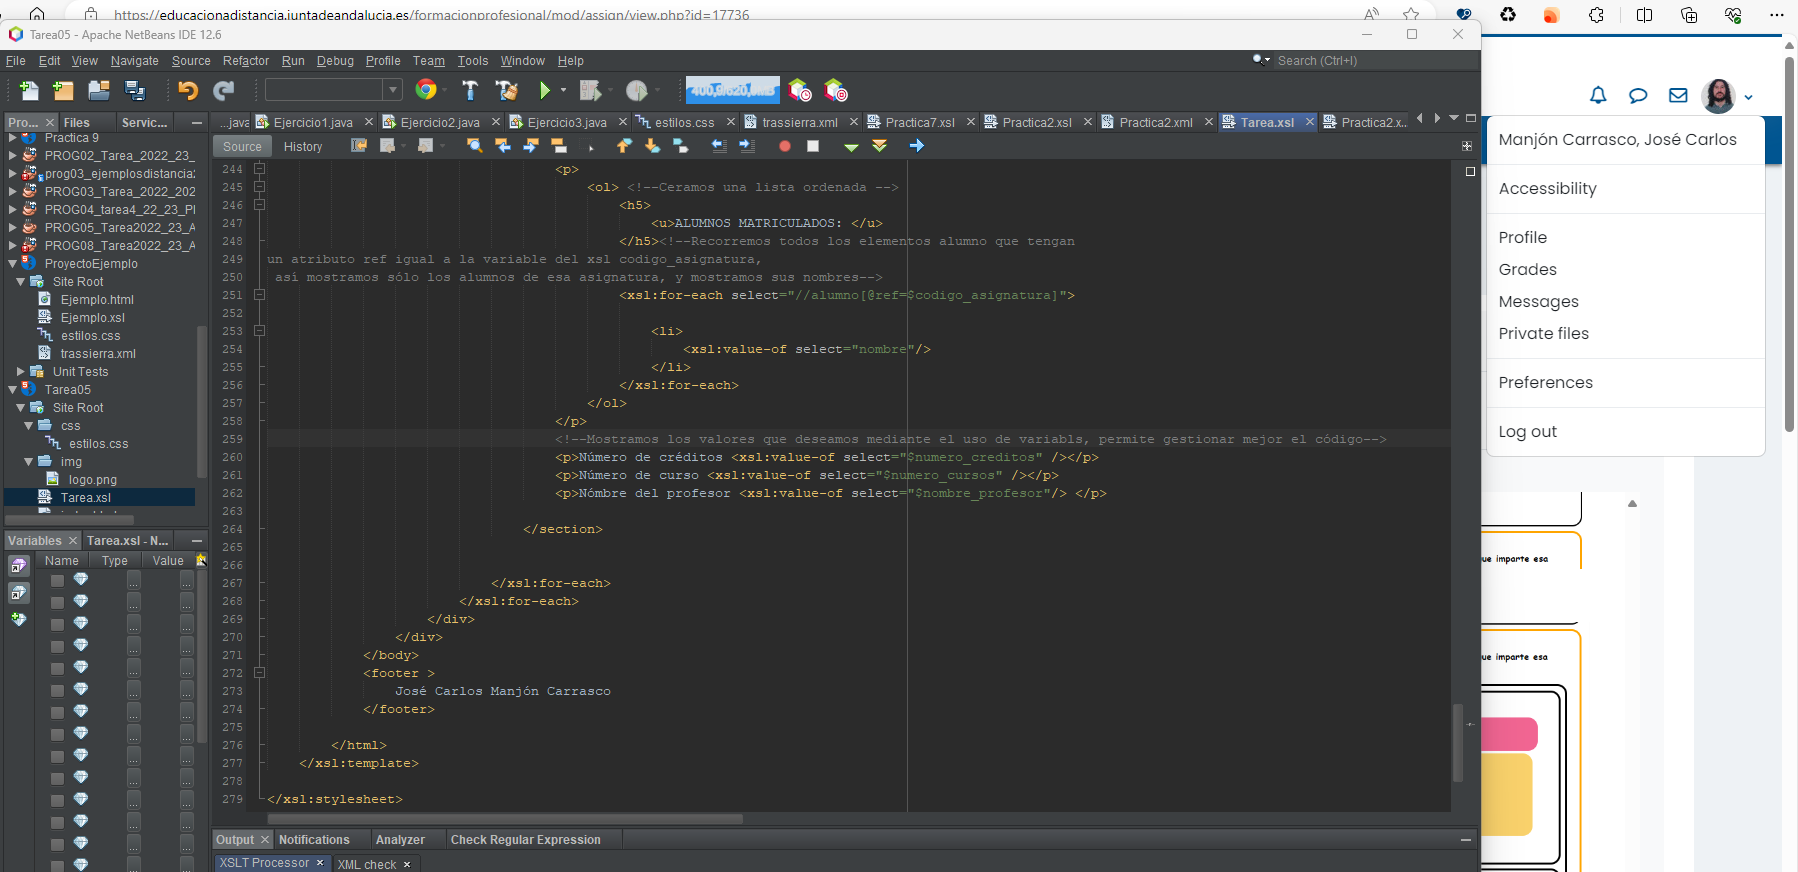 https://educacionadistancia.juntadeandalucia.es/formacionprofesional/mod/assign/view.php?id=17736
Tarea05 - Apache NetBeans IDE 12.6
File Edit View Navigate Source Refactor Run Debug Profile Team Tools Window Help
Search (Ctrl+I)
400,9/620,0MB
Pro... Files Servic...
...java Ejercicio1.java Ejercicio2.java Ejercicio3.java estilos.css trassierra.xml Practica7.xsl Practica2.xsl Practica2.xml Tarea.xsl Practica2.x...
Source History
Practica 9
PROG02_Tarea_2022_23_
prog03_ejemplosdistancia
PROG03_Tarea_2022_202
PROG04_tarea4_22_23_Pl
PROG05_Tarea2022_23_A
PROG08_Tarea2022_23_A
ProyectoEjemplo
Site Root
Ejemplo.html
Ejemplo.xsl
estilos.css
trassierra.xml
Unit Tests
Tarea05
Site Root
css
estilos.css
img
logo.png
Tarea.xsl
Variables Tarea.xsl - N...
Name Type Value
244 <p>
245 <ol> <!--Ceramos una lista ordenada -->
246 <h5>
247 <u>ALUMNOS MATRICULADOS: </u>
248 </h5><!--Recorremos todos los elementos alumno que tengan
249 un atributo ref igual a la variable del xsl codigo_asignatura,
250 así mostramos sólo los alumnos de esa asignatura, y mostramos sus nombres-->
251 <xsl:for-each select="//alumno[@ref=$codigo_asignatura]">
252
253 <li>
254 <xsl:value-of select="nombre"/>
255 </li>
256 </xsl:for-each>
257 </ol>
258 </p>
259 <!--Mostramos los valores que deseamos mediante el uso de variabls, permite gestionar mejor el código-->
260 <p>Número de créditos <xsl:value-of select="$numero_creditos" /></p>
261 <p>Número de curso <xsl:value-of select="$numero_cursos" /></p>
262 <p>Nómbre del profesor <xsl:value-of select="$nombre_profesor"/> </p>
263
264 </section>
265
266
267 </xsl:for-each>
268 </xsl:for-each>
269 </div>
270 </div>
271 </body>
272 <footer >
273 José Carlos Manjón Carrasco
274 </footer>
275
276 </html>
277 </xsl:template>
278
279 </xsl:stylesheet>
Output Notifications Analyzer Check Regular Expression
XSLT Processor XML check
Manjón Carrasco, José Carlos
Accessibility
Profile
Grades
Messages
Private files
Preferences
Log out
que imparte esa
que imparte esa